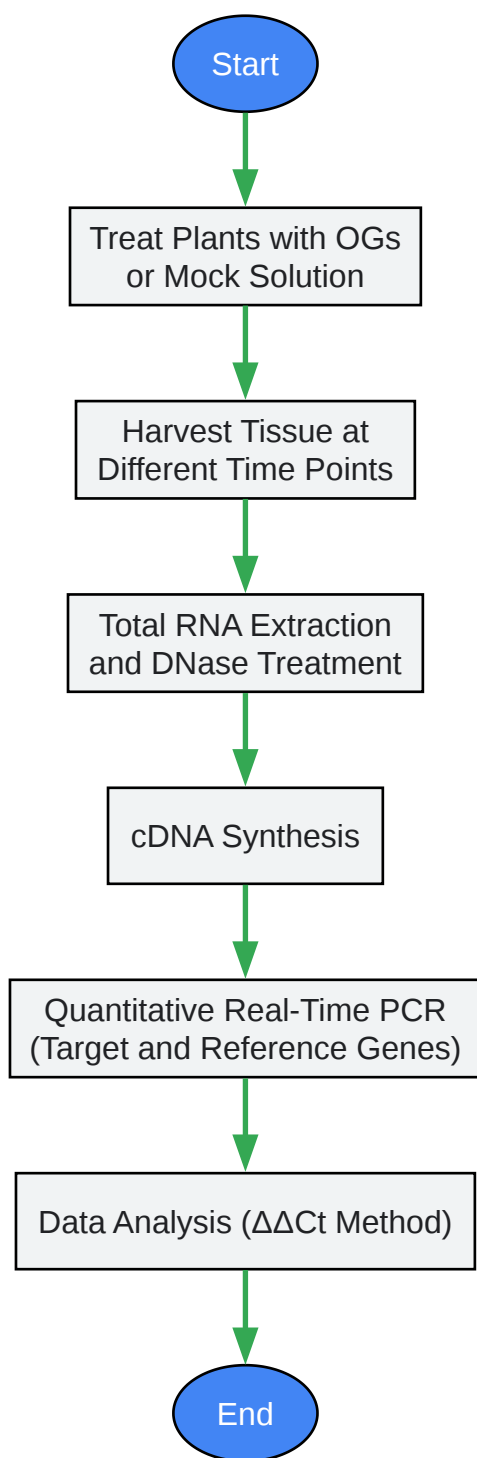 Start
Treat Plants with OGs
or Mock Solution
Harvest Tissue at
Different Time Points
Total RNA Extraction
and DNase Treatment
cDNA Synthesis
Quantitative Real-Time PCR
(Target and Reference Genes)
Data Analysis (ΔΔCt Method)
End